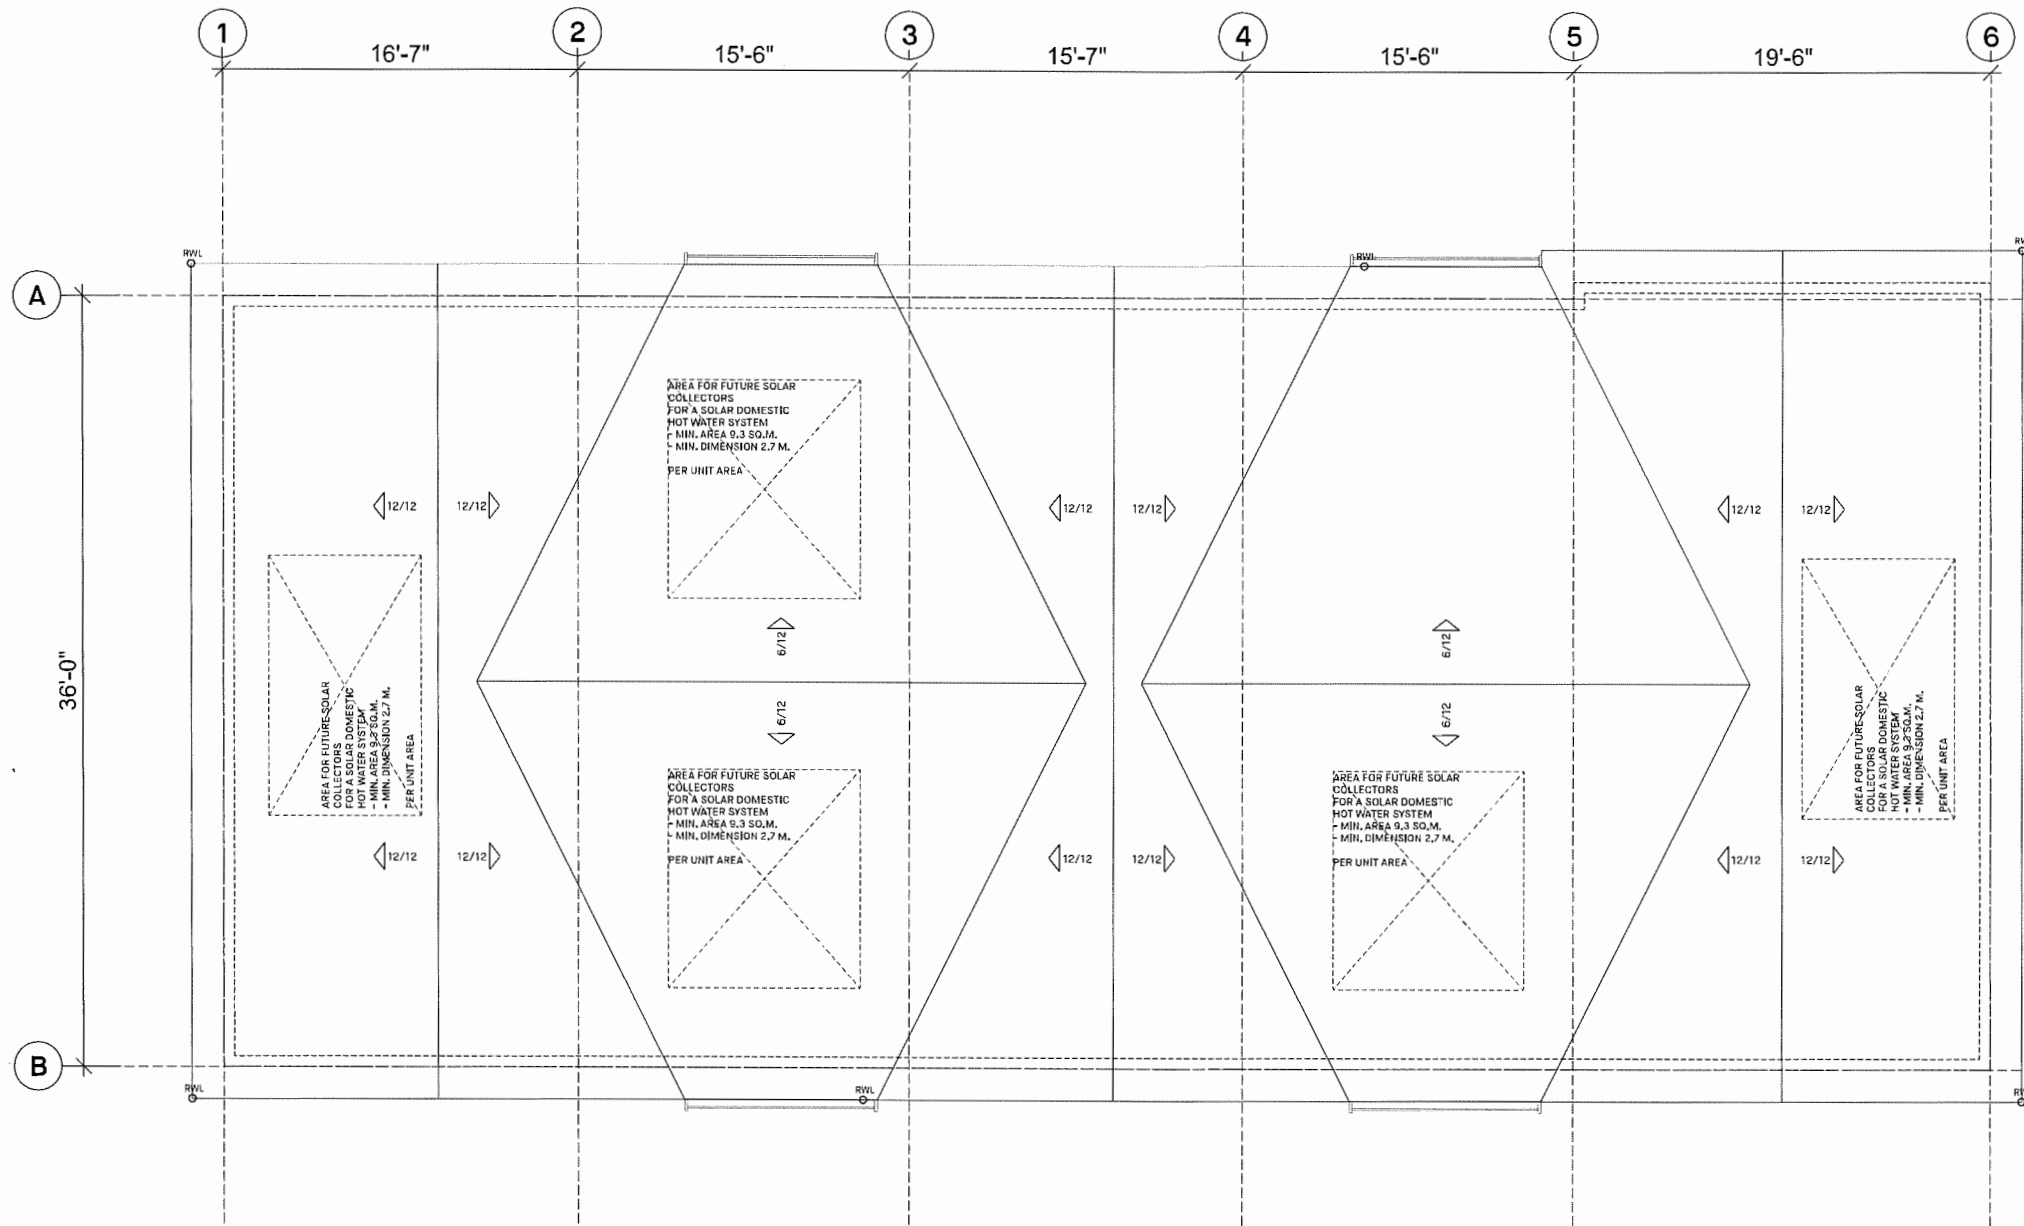 1
2
3
4
5
6
16'-7"
15'-6"
15'-7"
15'-6"
19'-6"
RWL
RWL
A
36'-0"
B
AREA FOR FUTURE SOLAR
COLLECTORS
FOR A SOLAR DOMESTIC
HOT WATER SYSTEM
- MIN. AREA 9.3 SQ.M.
- MIN. DIMENSION 2.7 M.
PER UNIT AREA
12/12
12/12
12/12
12/12
12/12
12/12
6/12
6/12
AREA FOR FUTURE SOLAR
COLLECTORS
FOR A SOLAR DOMESTIC
HOT WATER SYSTEM
- MIN. AREA 9.3 SQ.M.
- MIN. DIMENSION 2.7 M.
PER UNIT AREA
AREA FOR FUTURE SOLAR
COLLECTORS
FOR A SOLAR DOMESTIC
HOT WATER SYSTEM
- MIN. AREA 9.3 SQ.M.
- MIN. DIMENSION 2.7 M.
PER UNIT AREA
6/12
6/12
AREA FOR FUTURE SOLAR
COLLECTORS
FOR A SOLAR DOMESTIC
HOT WATER SYSTEM
- MIN. AREA 9.3 SQ.M.
- MIN. DIMENSION 2.7 M.
PER UNIT AREA
AREA FOR FUTURE SOLAR
COLLECTORS
FOR A SOLAR DOMESTIC
HOT WATER SYSTEM
- MIN. AREA 9.3 SQ.M.
- MIN. DIMENSION 2.7 M.
PER UNIT AREA
12/12
12/12
12/12
12/12
12/12
12/12
RWL
RWL